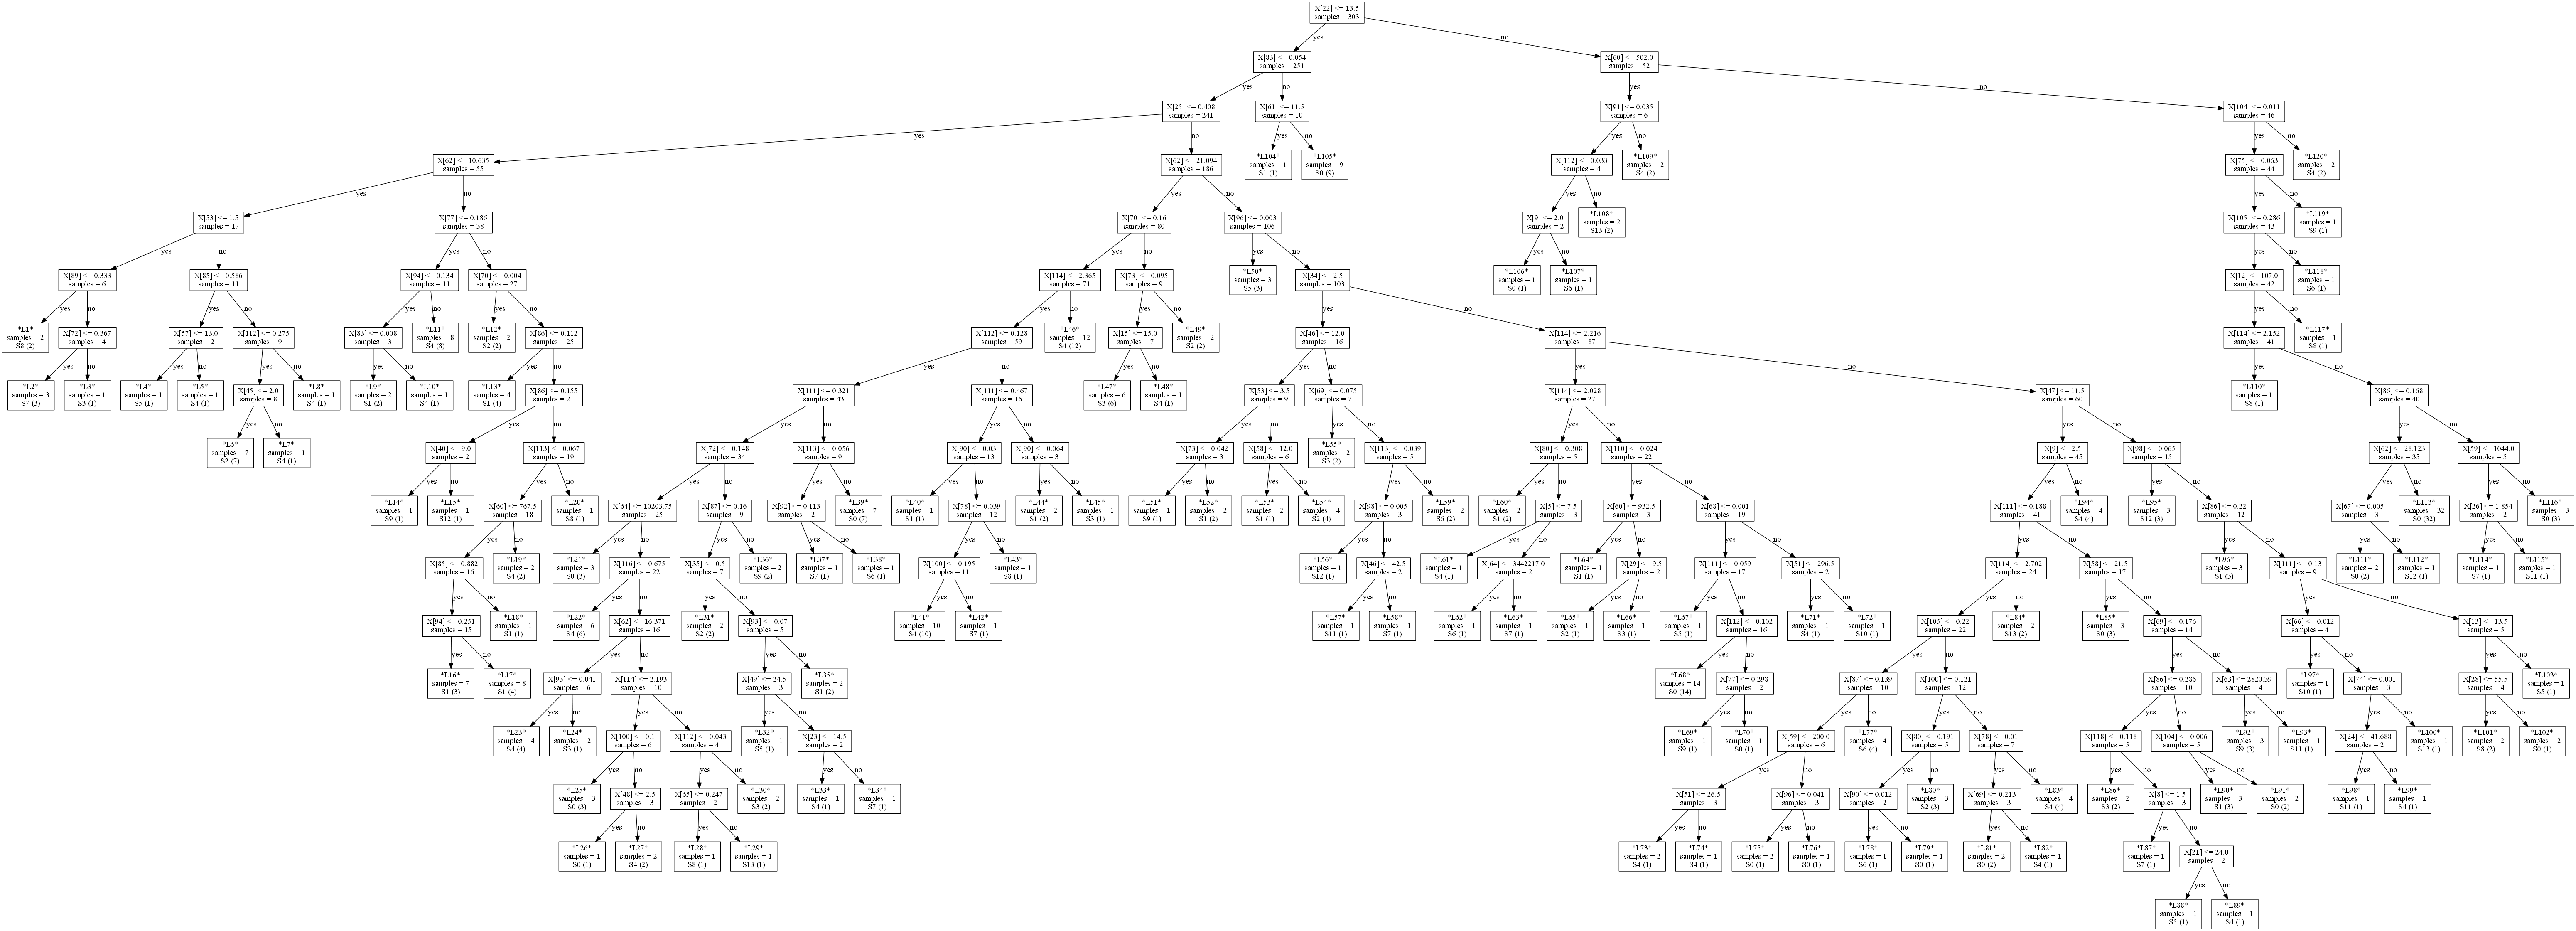 X[22] <= 13.5
samples = 303
yes
no
X[83] <= 0.054
samples = 251
X[60] <= 502.0
samples = 52
yes
no
yes
no
X[25] <= 0.408
samples = 241
X[61] <= 11.5
samples = 10
X[91] <= 0.035
samples = 6
X[104] <= 0.011
samples = 46
yes
no
yes
no
yes
no
yes
no
X[62] <= 10.635
samples = 55
X[62] <= 21.094
samples = 186
*L104*
samples = 1
S1 (1)
*L105*
samples = 9
S0 (9)
X[112] <= 0.033
samples = 4
*L109*
samples = 2
S4 (2)
X[75] <= 0.063
samples = 44
*L120*
samples = 2
S4 (2)
yes
no
yes
no
yes
no
yes
no
X[53] <= 1.5
samples = 17
X[77] <= 0.186
samples = 38
X[70] <= 0.16
samples = 80
X[96] <= 0.003
samples = 106
X[9] <= 2.0
samples = 2
*L108*
samples = 2
S13 (2)
X[105] <= 0.286
samples = 43
*L119*
samples = 1
S9 (1)
yes
no
yes
no
yes
no
yes
no
yes
no
yes
no
X[89] <= 0.333
samples = 6
X[85] <= 0.586
samples = 11
X[94] <= 0.134
samples = 11
X[70] <= 0.004
samples = 27
X[114] <= 2.365
samples = 71
X[73] <= 0.095
samples = 9
*L50*
samples = 3
S5 (3)
X[34] <= 2.5
samples = 103
*L106*
samples = 1
S0 (1)
*L107*
samples = 1
S6 (1)
X[12] <= 107.0
samples = 42
*L118*
samples = 1
S6 (1)
yes
no
yes
no
yes
no
yes
no
yes
no
yes
no
yes
no
yes
no
*L1*
samples = 2
S8 (2)
X[72] <= 0.367
samples = 4
X[57] <= 13.0
samples = 2
X[112] <= 0.275
samples = 9
X[83] <= 0.008
samples = 3
*L11*
samples = 8
S4 (8)
*L12*
samples = 2
S2 (2)
X[86] <= 0.112
samples = 25
X[112] <= 0.128
samples = 59
*L46*
samples = 12
S4 (12)
X[15] <= 15.0
samples = 7
*L49*
samples = 2
S2 (2)
X[46] <= 12.0
samples = 16
X[114] <= 2.216
samples = 87
X[114] <= 2.152
samples = 41
*L117*
samples = 1
S8 (1)
yes
no
yes
no
yes
no
yes
no
yes
no
yes
no
yes
no
yes
no
yes
no
yes
no
*L2*
samples = 3
S7 (3)
*L3*
samples = 1
S3 (1)
*L4*
samples = 1
S5 (1)
*L5*
samples = 1
S4 (1)
X[45] <= 2.0
samples = 8
*L8*
samples = 1
S4 (1)
*L9*
samples = 2
S1 (2)
*L10*
samples = 1
S4 (1)
*L13*
samples = 4
S1 (4)
X[86] <= 0.155
samples = 21
X[111] <= 0.321
samples = 43
X[111] <= 0.467
samples = 16
*L47*
samples = 6
S3 (6)
*L48*
samples = 1
S4 (1)
X[53] <= 3.5
samples = 9
X[69] <= 0.075
samples = 7
X[114] <= 2.028
samples = 27
X[47] <= 11.5
samples = 60
*L110*
samples = 1
S8 (1)
X[86] <= 0.168
samples = 40
yes
no
yes
no
yes
no
yes
no
yes
no
yes
no
yes
no
yes
no
yes
no
*L6*
samples = 7
S2 (7)
*L7*
samples = 1
S4 (1)
X[40] <= 9.0
samples = 2
X[113] <= 0.067
samples = 19
X[72] <= 0.148
samples = 34
X[113] <= 0.056
samples = 9
X[90] <= 0.03
samples = 13
X[90] <= 0.064
samples = 3
X[73] <= 0.042
samples = 3
X[58] <= 12.0
samples = 6
*L55*
samples = 2
S3 (2)
X[113] <= 0.039
samples = 5
X[80] <= 0.308
samples = 5
X[110] <= 0.024
samples = 22
X[9] <= 2.5
samples = 45
X[98] <= 0.065
samples = 15
X[62] <= 28.123
samples = 35
X[59] <= 1044.0
samples = 5
yes
no
yes
no
yes
no
yes
no
yes
no
yes
no
yes
no
yes
no
yes
no
yes
no
yes
no
yes
no
yes
no
yes
no
yes
no
*L14*
samples = 1
S9 (1)
*L15*
samples = 1
S12 (1)
X[60] <= 767.5
samples = 18
*L20*
samples = 1
S8 (1)
X[64] <= 10203.75
samples = 25
X[87] <= 0.16
samples = 9
X[92] <= 0.113
samples = 2
*L39*
samples = 7
S0 (7)
*L40*
samples = 1
S1 (1)
X[78] <= 0.039
samples = 12
*L44*
samples = 2
S1 (2)
*L45*
samples = 1
S3 (1)
*L51*
samples = 1
S9 (1)
*L52*
samples = 2
S1 (2)
*L53*
samples = 2
S1 (1)
*L54*
samples = 4
S2 (4)
X[98] <= 0.005
samples = 3
*L59*
samples = 2
S6 (2)
*L60*
samples = 2
S1 (2)
X[5] <= 7.5
samples = 3
X[60] <= 932.5
samples = 3
X[68] <= 0.001
samples = 19
X[111] <= 0.188
samples = 41
*L94*
samples = 4
S4 (4)
*L95*
samples = 3
S12 (3)
X[86] <= 0.22
samples = 12
X[67] <= 0.005
samples = 3
*L113*
samples = 32
S0 (32)
X[26] <= 1.854
samples = 2
*L116*
samples = 3
S0 (3)
yes
no
yes
no
yes
no
yes
no
yes
no
yes
no
yes
no
yes
no
yes
no
yes
no
yes
no
yes
no
yes
no
X[85] <= 0.882
samples = 16
*L19*
samples = 2
S4 (2)
*L21*
samples = 3
S0 (3)
X[116] <= 0.675
samples = 22
X[35] <= 0.5
samples = 7
*L36*
samples = 2
S9 (2)
*L37*
samples = 1
S7 (1)
*L38*
samples = 1
S6 (1)
X[100] <= 0.195
samples = 11
*L43*
samples = 1
S8 (1)
*L56*
samples = 1
S12 (1)
X[46] <= 42.5
samples = 2
*L61*
samples = 1
S4 (1)
X[64] <= 3442217.0
samples = 2
*L64*
samples = 1
S1 (1)
X[29] <= 9.5
samples = 2
X[111] <= 0.059
samples = 17
X[51] <= 296.5
samples = 2
X[114] <= 2.702
samples = 24
X[58] <= 21.5
samples = 17
*L96*
samples = 3
S1 (3)
X[111] <= 0.13
samples = 9
*L111*
samples = 2
S0 (2)
*L112*
samples = 1
S12 (1)
*L114*
samples = 1
S7 (1)
*L115*
samples = 1
S11 (1)
yes
no
yes
no
yes
no
yes
no
yes
no
yes
no
yes
no
yes
no
yes
no
yes
no
yes
no
yes
no
X[94] <= 0.251
samples = 15
*L18*
samples = 1
S1 (1)
*L22*
samples = 6
S4 (6)
X[62] <= 16.371
samples = 16
*L31*
samples = 2
S2 (2)
X[93] <= 0.07
samples = 5
*L41*
samples = 10
S4 (10)
*L42*
samples = 1
S7 (1)
*L57*
samples = 1
S11 (1)
*L58*
samples = 1
S7 (1)
*L62*
samples = 1
S6 (1)
*L63*
samples = 1
S7 (1)
*L65*
samples = 1
S2 (1)
*L66*
samples = 1
S3 (1)
*L67*
samples = 1
S5 (1)
X[112] <= 0.102
samples = 16
*L71*
samples = 1
S4 (1)
*L72*
samples = 1
S10 (1)
X[105] <= 0.22
samples = 22
*L84*
samples = 2
S13 (2)
*L85*
samples = 3
S0 (3)
X[69] <= 0.176
samples = 14
X[66] <= 0.012
samples = 4
X[13] <= 13.5
samples = 5
yes
no
yes
no
yes
no
yes
no
yes
no
yes
no
yes
no
yes
no
*L16*
samples = 7
S1 (3)
*L17*
samples = 8
S1 (4)
X[93] <= 0.041
samples = 6
X[114] <= 2.193
samples = 10
X[49] <= 24.5
samples = 3
*L35*
samples = 2
S1 (2)
*L68*
samples = 14
S0 (14)
X[77] <= 0.298
samples = 2
X[87] <= 0.139
samples = 10
X[100] <= 0.121
samples = 12
X[86] <= 0.286
samples = 10
X[63] <= 2820.39
samples = 4
*L97*
samples = 1
S10 (1)
X[74] <= 0.001
samples = 3
X[28] <= 55.5
samples = 4
*L103*
samples = 1
S5 (1)
yes
no
yes
no
yes
no
yes
no
yes
no
yes
no
yes
no
yes
no
yes
no
yes
no
*L23*
samples = 4
S4 (4)
*L24*
samples = 2
S3 (1)
X[100] <= 0.1
samples = 6
X[112] <= 0.043
samples = 4
*L32*
samples = 1
S5 (1)
X[23] <= 14.5
samples = 2
*L69*
samples = 1
S9 (1)
*L70*
samples = 1
S0 (1)
X[59] <= 200.0
samples = 6
*L77*
samples = 4
S6 (4)
X[80] <= 0.191
samples = 5
X[78] <= 0.01
samples = 7
X[118] <= 0.118
samples = 5
X[104] <= 0.006
samples = 5
*L92*
samples = 3
S9 (3)
*L93*
samples = 1
S11 (1)
X[24] <= 41.688
samples = 2
*L100*
samples = 1
S13 (1)
*L101*
samples = 2
S8 (2)
*L102*
samples = 2
S0 (1)
yes
no
yes
no
yes
no
yes
no
yes
no
yes
no
yes
no
yes
no
yes
no
*L25*
samples = 3
S0 (3)
X[48] <= 2.5
samples = 3
X[65] <= 0.247
samples = 2
*L30*
samples = 2
S3 (2)
*L33*
samples = 1
S4 (1)
*L34*
samples = 1
S7 (1)
X[51] <= 26.5
samples = 3
X[96] <= 0.041
samples = 3
X[90] <= 0.012
samples = 2
*L80*
samples = 3
S2 (3)
X[69] <= 0.213
samples = 3
*L83*
samples = 4
S4 (4)
*L86*
samples = 2
S3 (2)
X[8] <= 1.5
samples = 3
*L90*
samples = 3
S1 (3)
*L91*
samples = 2
S0 (2)
*L98*
samples = 1
S11 (1)
*L99*
samples = 1
S4 (1)
yes
no
yes
no
yes
no
yes
no
yes
no
yes
no
yes
no
*L26*
samples = 1
S0 (1)
*L27*
samples = 2
S4 (2)
*L28*
samples = 1
S8 (1)
*L29*
samples = 1
S13 (1)
*L73*
samples = 2
S4 (1)
*L74*
samples = 1
S4 (1)
*L75*
samples = 2
S0 (1)
*L76*
samples = 1
S0 (1)
*L78*
samples = 1
S6 (1)
*L79*
samples = 1
S0 (1)
*L81*
samples = 2
S0 (2)
*L82*
samples = 1
S4 (1)
*L87*
samples = 1
S7 (1)
X[21] <= 24.0
samples = 2
yes
no
*L88*
samples = 1
S5 (1)
*L89*
samples = 1
S4 (1)